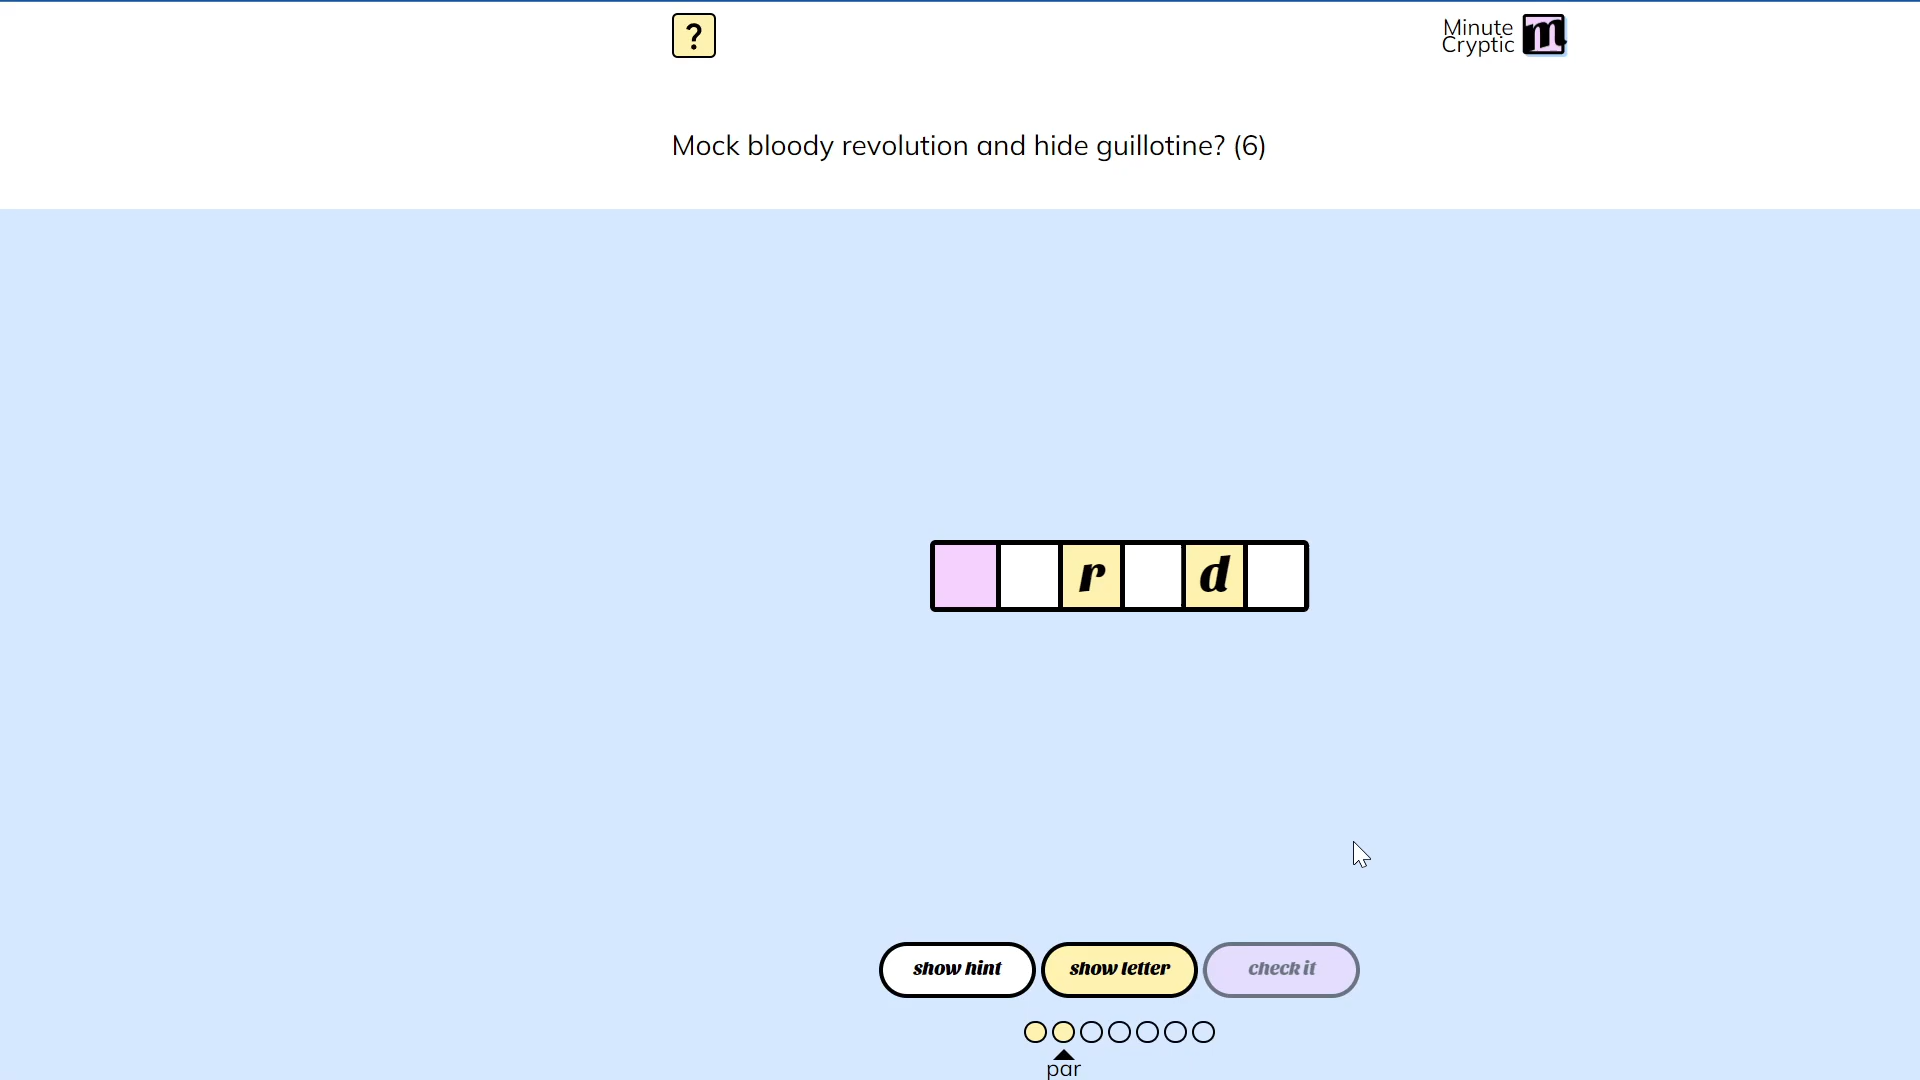 ?
Minute
Cryptic
m
Mock bloody revolution and hide guillotine? (6)
r d
show hint show letter check it
par